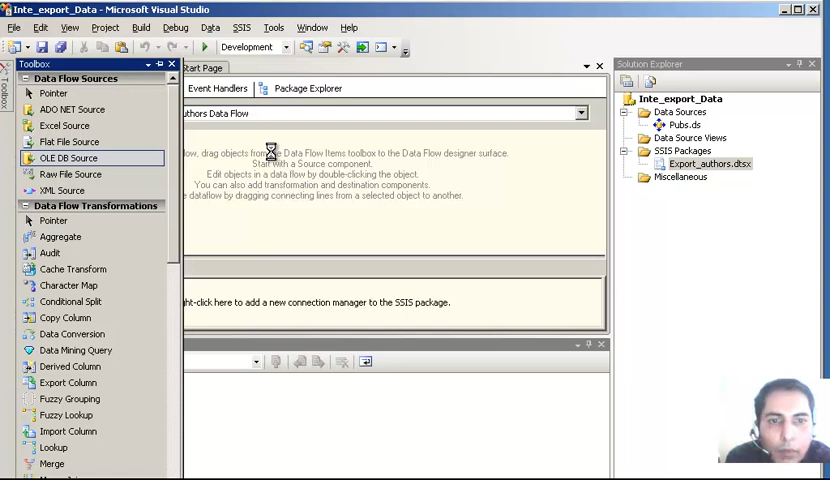 Inte_export_Data - Microsoft Visual Studio
File Edit View Project Build Debug Data SSIS Tools Window Help
Development
Toolbox
Toolbox
Data Flow Sources
Pointer
ADO NET Source
Excel Source
Flat File Source
OLE DB Source
Raw File Source
XML Source
Data Flow Transformations
Pointer
Aggregate
Audit
Cache Transform
Character Map
Conditional Split
Copy Column
Data Conversion
Data Mining Query
Derived Column
Export Column
Fuzzy Grouping
Fuzzy Lookup
Import Column
Lookup
Merge
Start Page
Event Handlers Package Explorer
uthors Data Flow
low, drag objects from the Data Flow Items toolbox to the Data Flow designer surface.
Start with a Source component.
Edit objects in a data flow by double-clicking the object.
You can also add transformation and destination components.
e dataflow by dragging connecting lines from a selected object to another.
ght-click here to add a new connection manager to the SSIS package.
Solution Explorer
Inte_export_Data
Data Sources
Pubs.ds
Data Source Views
SSIS Packages
Export_authors.dtsx
Miscellaneous